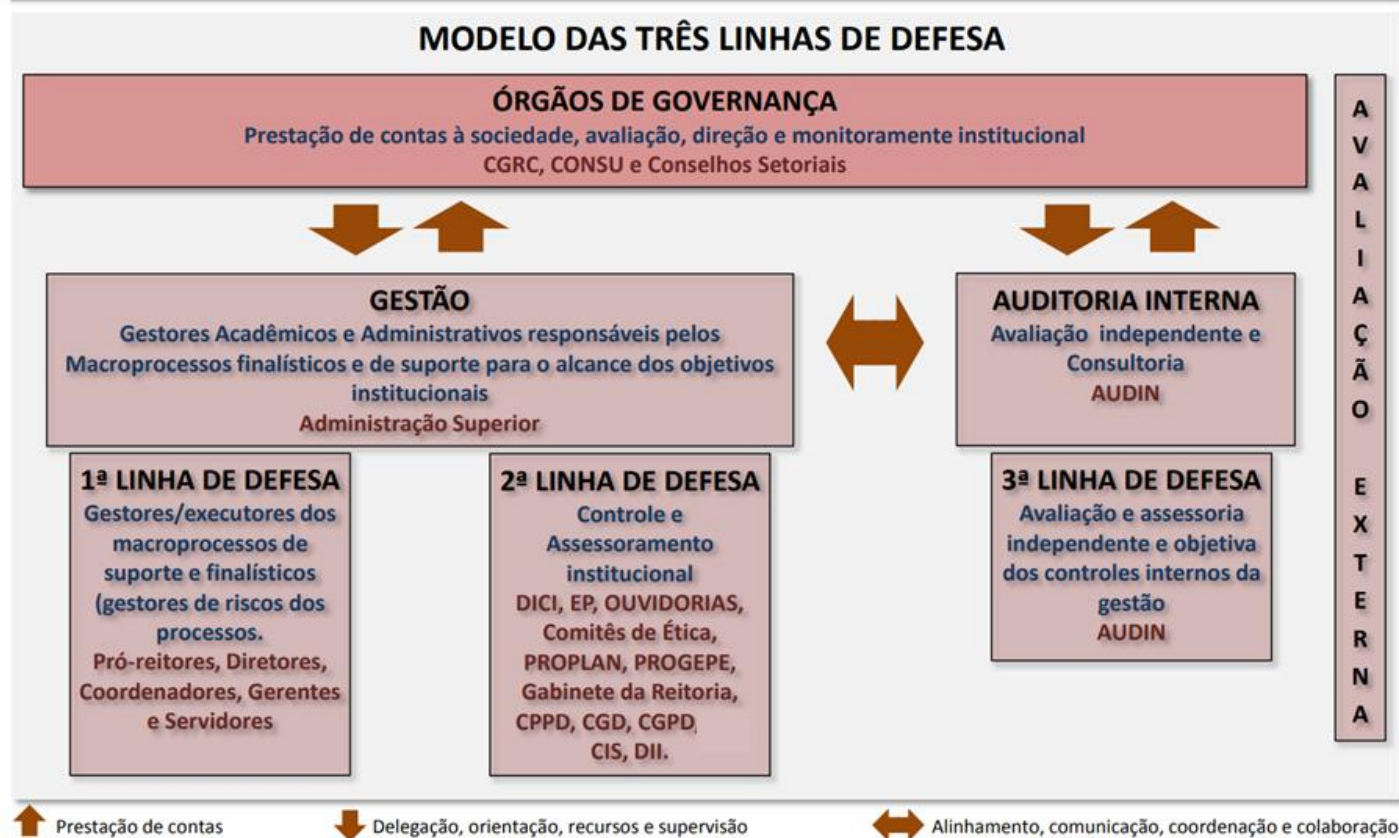 MODELO DAS TRÊS LINHAS DE DEFESA
ÓRGÃOS DE GOVERNANÇA
Prestação de contas à sociedade, avaliação, direção e monitoramente institucional
CGRC, CONSU e Conselhos Setoriais
GESTÃO
Gestores Acadêmicos e Administrativos responsáveis pelos
Macroprocessos finalísticos e de suporte para o alcance dos objetivos
institucionais
Administração Superior
AUDITORIA INTERNA
Avaliação independente e
Consultoria
AUDIN
1ª LINHA DE DEFESA
Gestores/executores dos
macroprocessos de
suporte e finalísticos
(gestores de riscos dos
processos.
Pró-reitores, Diretores,
Coordenadores, Gerentes
e Servidores
2ª LINHA DE DEFESA
Controle e
Assessoramento
institucional
DICI, EP, OUVIDORIAS,
Comitês de Ética,
PROPLAN, PROGEPE,
Gabinete da Reitoria,
CPPD, CGD, CGPD,
CIS, DII.
3ª LINHA DE DEFESA
Avaliação e assessoria
independente e objetiva
dos controles internos da
gestão
AUDIN
AVALIAÇÃO EXTERNA
Prestação de contas
Delegação, orientação, recursos e supervisão
Alinhamento, comunicação, coordenação e colaboração